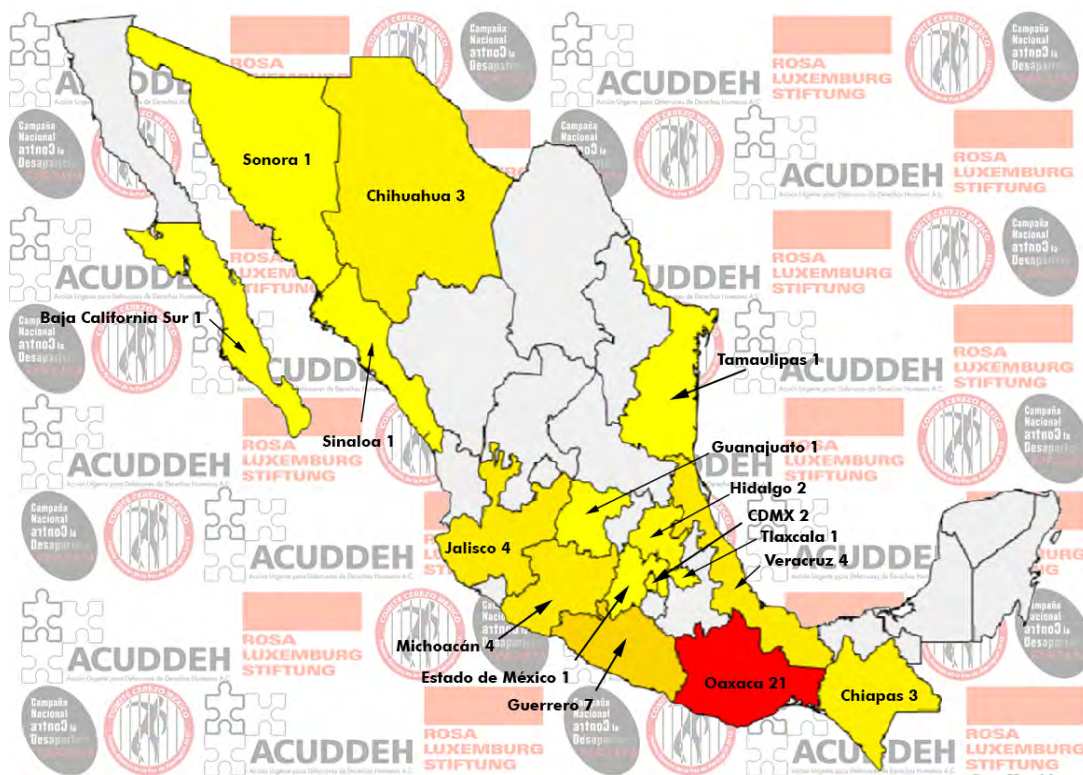 Sonora 1
Chihuahua 3
Baja California Sur 1
Tamaulipas 1
Sinaloa 1
Guanajuato 1
Hidalgo 2
CDMX 2
Tlaxcala 1
Veracruz 4
Jalisco 4
Michoacán 4
Estado de México 1
Guerrero 7
Oaxaca 21
Chiapas 3
ACUDDEH
Acción Urgente para Defensores de Derechos Humanos A.C.
ROSA
LUXEMBURG
STIFTUNG
COMITÉ CEREZO MÉXICO
Campaña
Nacional
Contra la